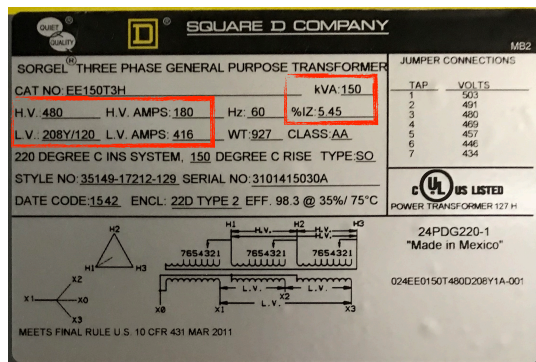 QUIET
QUALITY
D
SQUARE D COMPANY
MB2
SORGEL ® THREE PHASE GENERAL PURPOSE TRANSFORMER
CAT NO: EE150T3H kVA: 150
H.V.: 480 H.V. AMPS: 180 Hz: 60 %IZ: 5.45
L.V.: 208Y/120 L.V. AMPS: 416 WT: 927 CLASS: AA
220 DEGREE C INS SYSTEM, 150 DEGREE C RISE TYPE: SO
STYLE NO: 35149-17212-129 SERIAL NO: 3101415030A
DATE CODE: 1542 ENCL: 22D TYPE 2 EFF. 98.3 @ 35%/ 75°C
JUMPER CONNECTIONS
TAP VOLTS
1 503
2 491
3 480
4 469
5 457
6 446
7 434
C UL US LISTED
POWER TRANSFORMER 127 H
24PDG220-1
"Made in Mexico"
024EE0150T480D208Y1A-001
H2
H1 H3
X2
X1 X0
X3
H1 H2 H3
H.V. H.V.
H.V.
7654321 7654321 7654321
L.V. L.V.
X0 X1 X2 X3
L.V.
MEETS FINAL RULE U.S. 10 CFR 431 MAR 2011